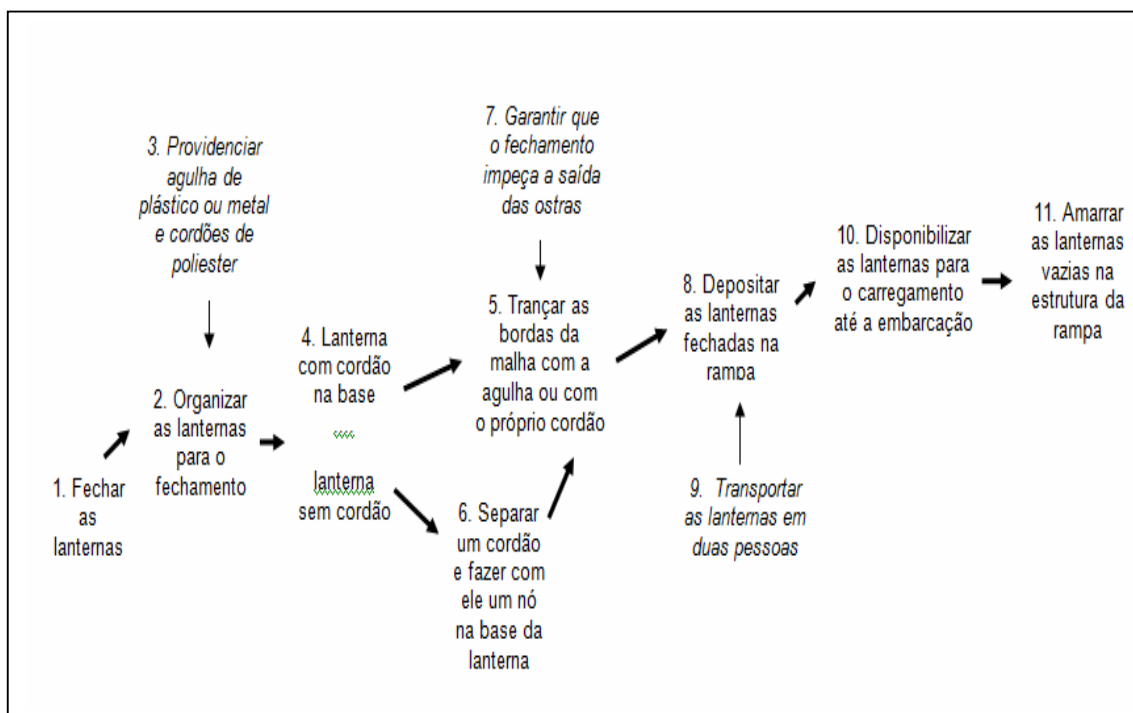 1. Fechar
as
lanternas
2. Organizar
as lanternas
para o
fechamento
3. Providenciar
agulha de
plástico ou metal
e cordões de
poliester
4. Lanterna
com cordão
na base
lanterna
sem cordão
5. Trançar as
bordas da
malha com a
agulha ou com
o próprio cordão
6. Separar
um cordão
e fazer com
ele um nó
na base da
lanterna
7. Garantir que
o fechamento
impeça a saída
das ostras
8. Depositar
as lanternas
fechadas na
rampa
9. Transportar
as lanternas em
duas pessoas
10. Disponibilizar
as lanternas para
o carregamento
até a embarcação
11. Amarrar
as lanternas
vazias na
estrutura da
rampa